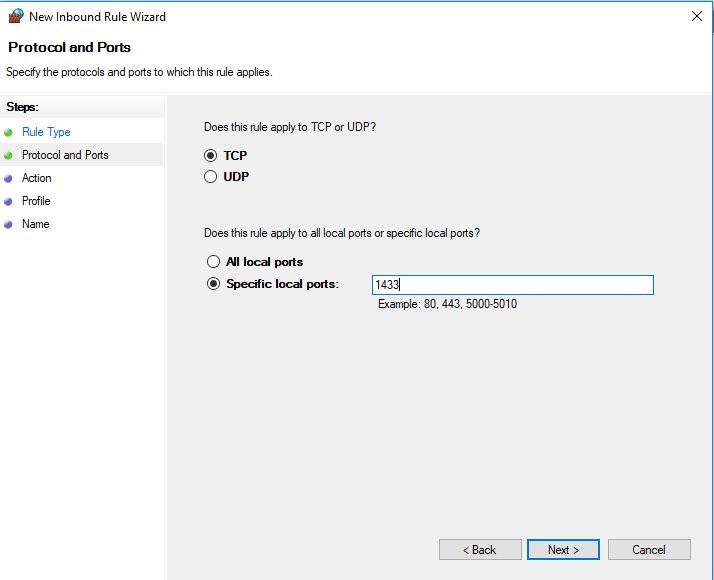 New Inbound Rule Wizard
Protocol and Ports
Specify the protocols and ports to which this rule applies.
Steps:
Rule Type
Protocol and Ports
Action
Profile
Name
Does this rule apply to TCP or UDP?
TCP
UDP
Does this rule apply to all local ports or specific local ports?
All local ports
Specific local ports:
1433
Example: 80, 443, 5000-5010
< Back
Next >
Cancel